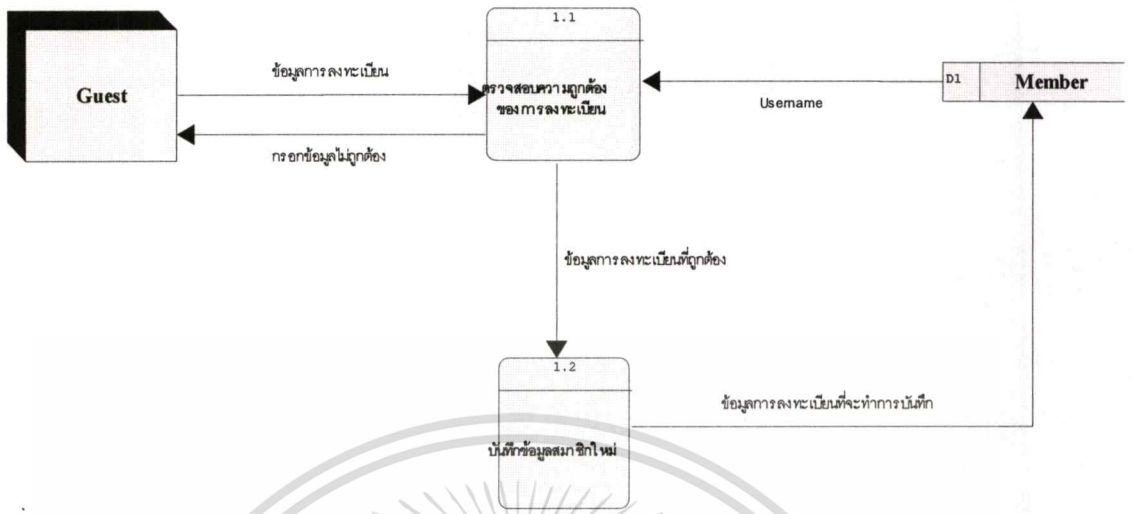 1.1
ข้อมูลการลงทะเบียน
Guest
ตรวจสอบความถูกต้อง
ของการลงทะเบียน
D1
Member
Username
กรอกข้อมูลไม่ถูกต้อง
ข้อมูลการลงทะเบียนที่ถูกต้อง
1.2
ข้อมูลการลงทะเบียนที่จะทำการบันทึก
บันทึกข้อมูลสมาชิกใหม่